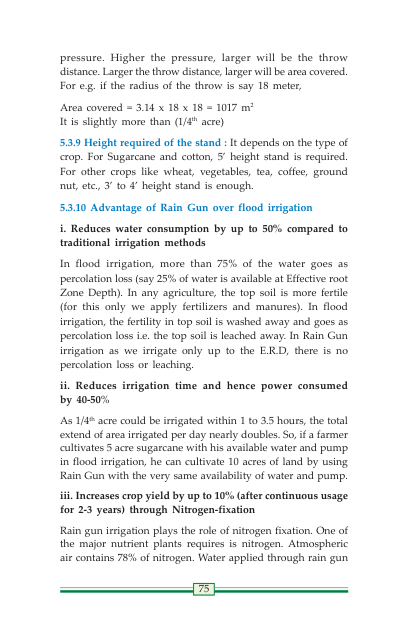 pressure. Higher the pressure, larger will be the throw
distance. Larger the throw distance, larger will be area covered.
For e.g. if the radius of the throw is say 18 meter,
Area covered = 3.14 x 18 x 18 = 1017 m²
It is slightly more than (1/4ᵗʰ acre)
5.3.9 Height required of the stand : It depends on the type of
crop. For Sugarcane and cotton, 5’ height stand is required.
For other crops like wheat, vegetables, tea, coffee, ground
nut, etc., 3’ to 4’ height stand is enough.
5.3.10 Advantage of Rain Gun over flood irrigation
i. Reduces water consumption by up to 50% compared to
traditional irrigation methods
In flood irrigation, more than 75% of the water goes as
percolation loss (say 25% of water is available at Effective root
Zone Depth). In any agriculture, the top soil is more fertile
(for this only we apply fertilizers and manures). In flood
irrigation, the fertility in top soil is washed away and goes as
percolation loss i.e. the top soil is leached away. In Rain Gun
irrigation as we irrigate only up to the E.R.D, there is no
percolation loss or leaching.
ii. Reduces irrigation time and hence power consumed
by 40-50%
As 1/4ᵗʰ acre could be irrigated within 1 to 3.5 hours, the total
extend of area irrigated per day nearly doubles. So, if a farmer
cultivates 5 acre sugarcane with his available water and pump
in flood irrigation, he can cultivate 10 acres of land by using
Rain Gun with the very same availability of water and pump.
iii. Increases crop yield by up to 10% (after continuous usage
for 2-3 years) through Nitrogen-fixation
Rain gun irrigation plays the role of nitrogen fixation. One of
the major nutrient plants requires is nitrogen. Atmospheric
air contains 78% of nitrogen. Water applied through rain gun
75